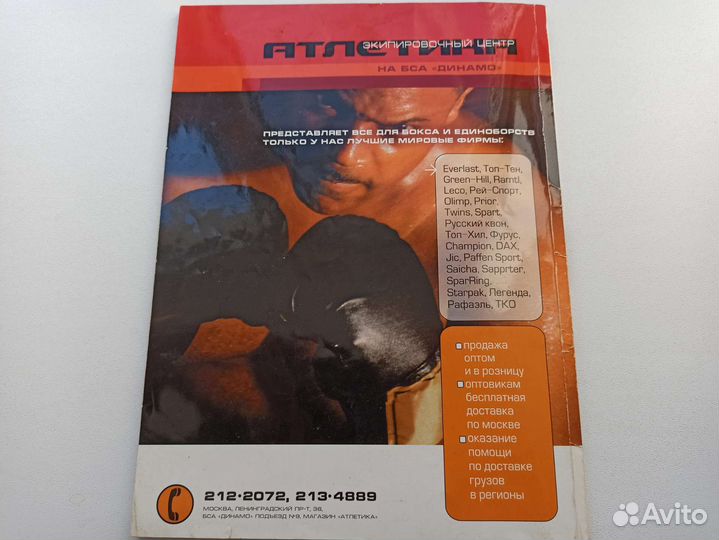 ЭКИПИРОВОЧНЫЙ ЦЕНТР
АТЛЕТИКА
НА БСА «ДИНАМО»
ПРЕДСТАВЛЯЕТ ВСЕ ДЛЯ БОКСА И ЕДИНОБОРСТВ
ТОЛЬКО У НАС ЛУЧШИЕ МИРОВЫЕ ФИРМЫ:
Everlast, Топ-Тен,
Green-Hill, Ramtl,
Leco, Рей-Спорт,
Olimp, Prior,
Twins, Spart,
Русский квон,
Топ-Хил, Фурус,
Champion, DAX,
Jic, Paffen Sport,
Saicha, Sapprter,
SparRing,
Starpak, Легенда,
Рафаэль, ТКО
продажа
оптом
и в розницу
оптовикам
бесплатная
доставка
по москве
оказание
помощи
по доставке
грузов
в регионы
212·2072, 213·4889
МОСКВА, ЛЕНИНГРАДСКИЙ ПР-Т, 36,
БСА «ДИНАМО» ПОДЪЕЗД №9, МАГАЗИН «АТЛЕТИКА»
Avito